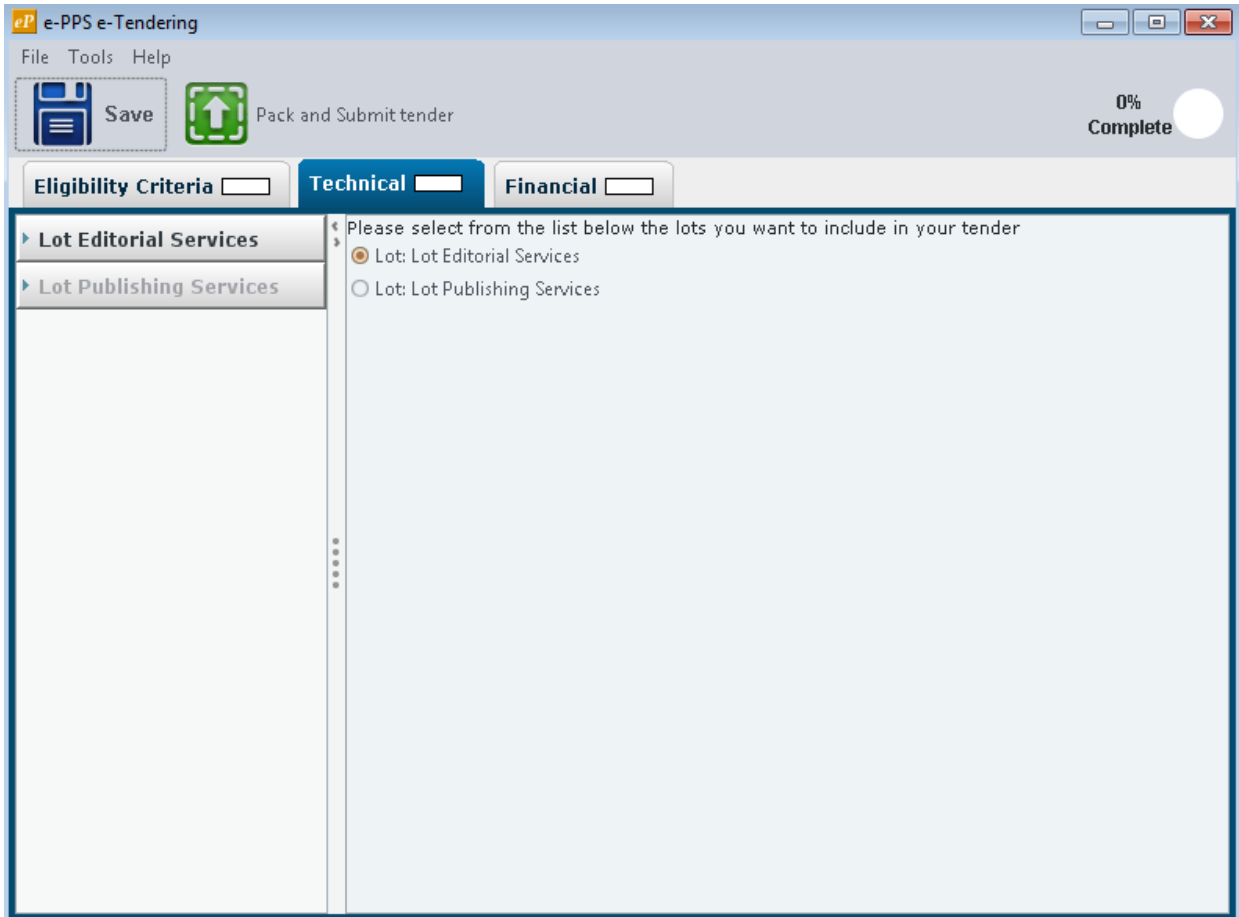 eP e-PPS e-Tendering
File Tools Help
Save Pack and Submit tender
0%
Complete
Eligibility Criteria Technical Financial
Lot Editorial Services
Lot Publishing Services
Please select from the list below the lots you want to include in your tender
Lot: Lot Editorial Services
Lot: Lot Publishing Services